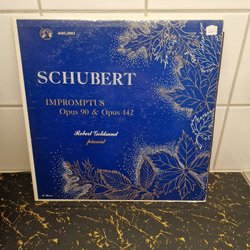 SCHUBERT
IMPROMPTUS
Opus 90 & Opus 142
Robert Goldsand
pianist